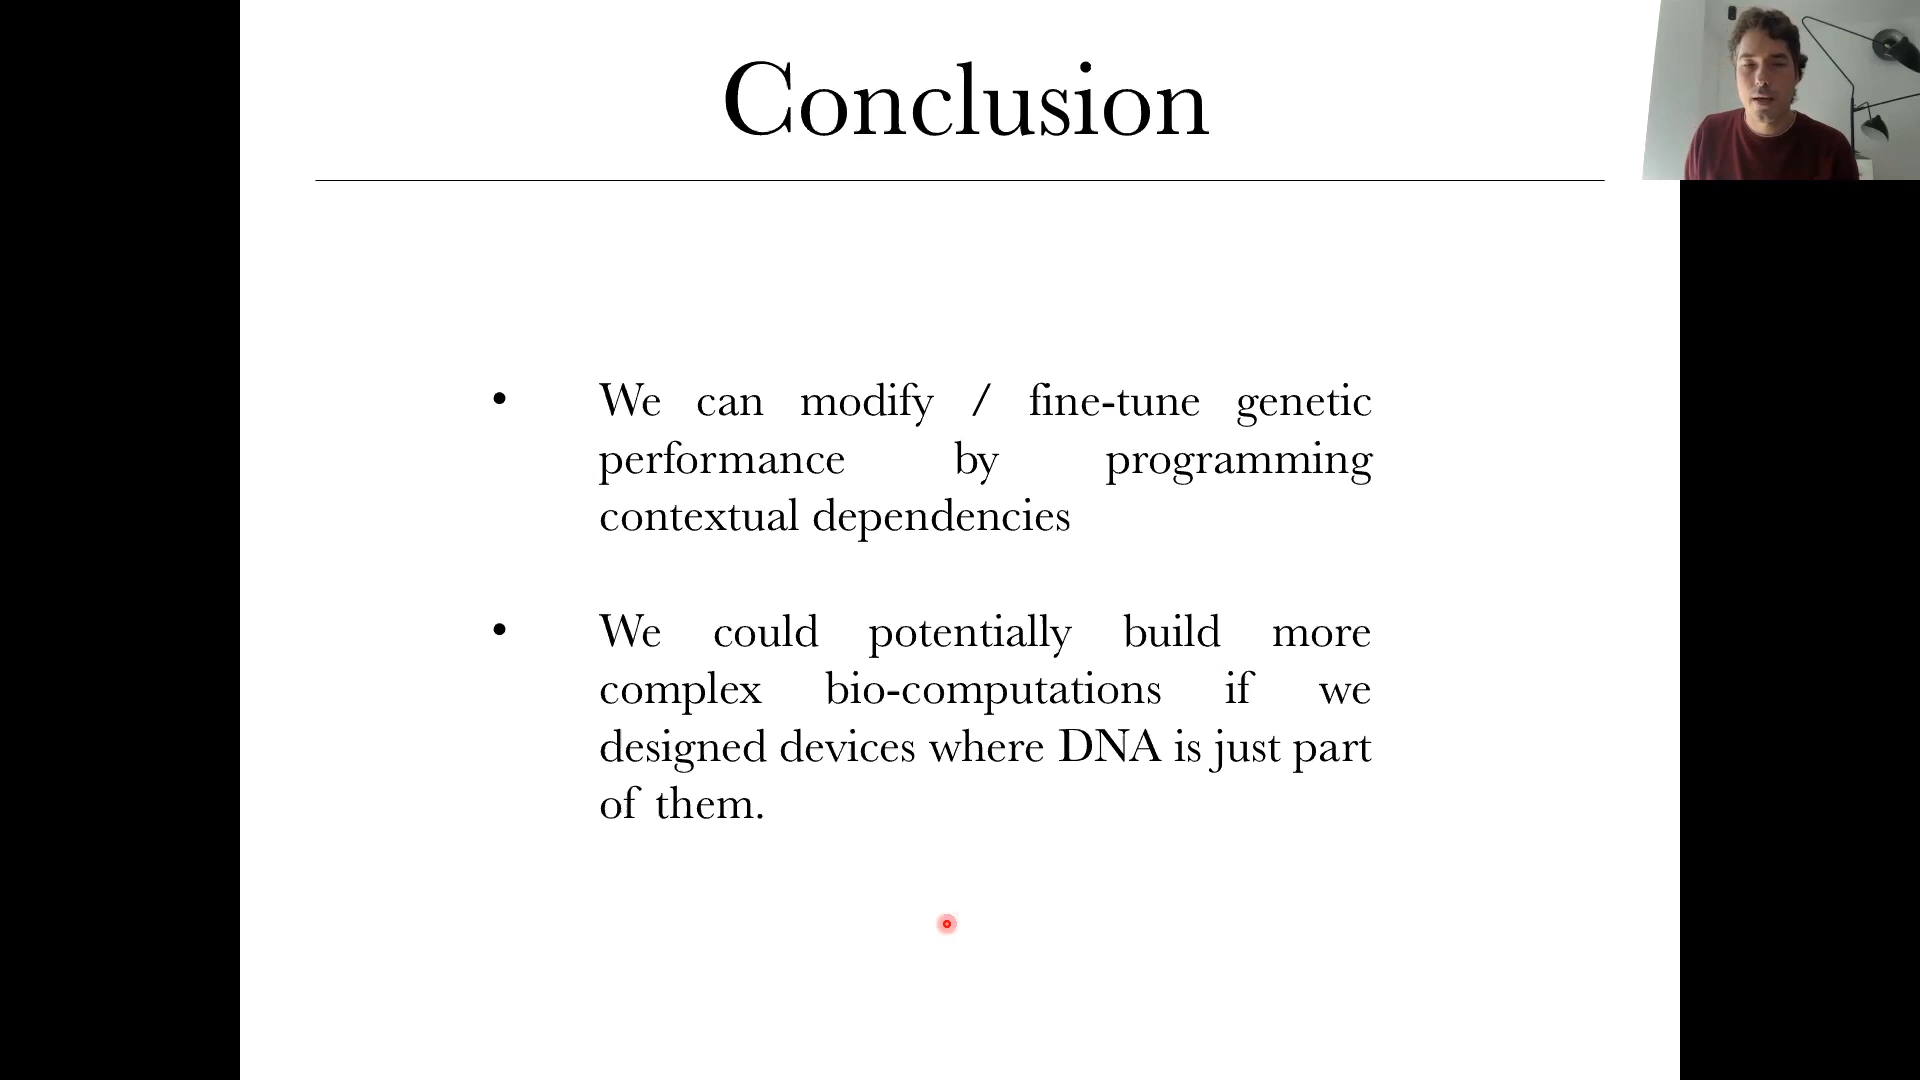 Conclusion
• We can modify / fine-tune genetic
performance by programming
contextual dependencies
• We could potentially build more
complex bio-computations if we
designed devices where DNA is just part
of them.